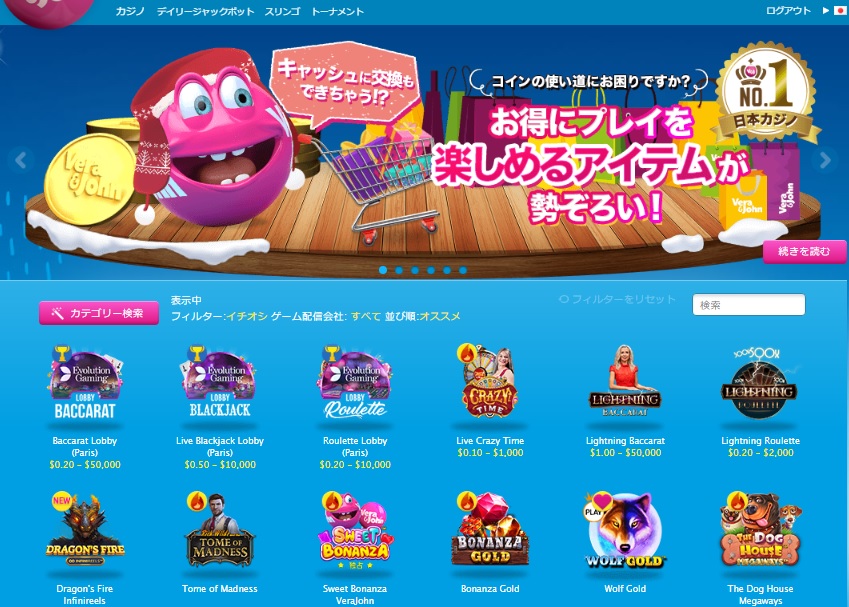 カジノ デイリージャックポット スリンゴ トーナメント ログアウト
キャッシュに交換も
できちゃう!?
コインの使い道にお困りですか?
お得にプレイを
楽しめるアイテムが
勢ぞろい!
NO.1
日本カジノ
Vera
&John
Vera
&John
Vera
&John
続きを読む
カテゴリー検索
表示中
フィルター:イチオシ ゲーム配信会社: すべて 並び順:オススメ
フィルターをリセット
検索
Evolution
Gaming
LOBBY
BACCARAT
Evolution
Gaming
LOBBY
BLACKJACK
Evolution
Gaming
LOBBY
Roulette
CRAZY
TIME
LIGHTNING
BACCARAT
SOON
LIGHTNING
Baccarat Lobby
(Paris)
$0.20 – $50,000
Live Blackjack Lobby
(Paris)
$0.50 – $10,000
Roulette Lobby
(Paris)
$0.20 – $10,000
Live Crazy Time
$0.10 – $1,000
Lightning Baccarat
$1.00 – $50,000
Lightning Roulette
$0.20 – $2,000
NEW
DRAGON'S FIRE
TOME OF
MADNESS
Vera
&John
SWEET
BONANZA
★ 独占 ★
BONANZA
GOLD
PLAY
WOLF GOLD
THE DOG
HOUSE
MEGAWAYS
Dragon's Fire
Infinireels
Tome of Madness
Sweet Bonanza
VeraJohn
Bonanza Gold
Wolf Gold
The Dog House
Megaways